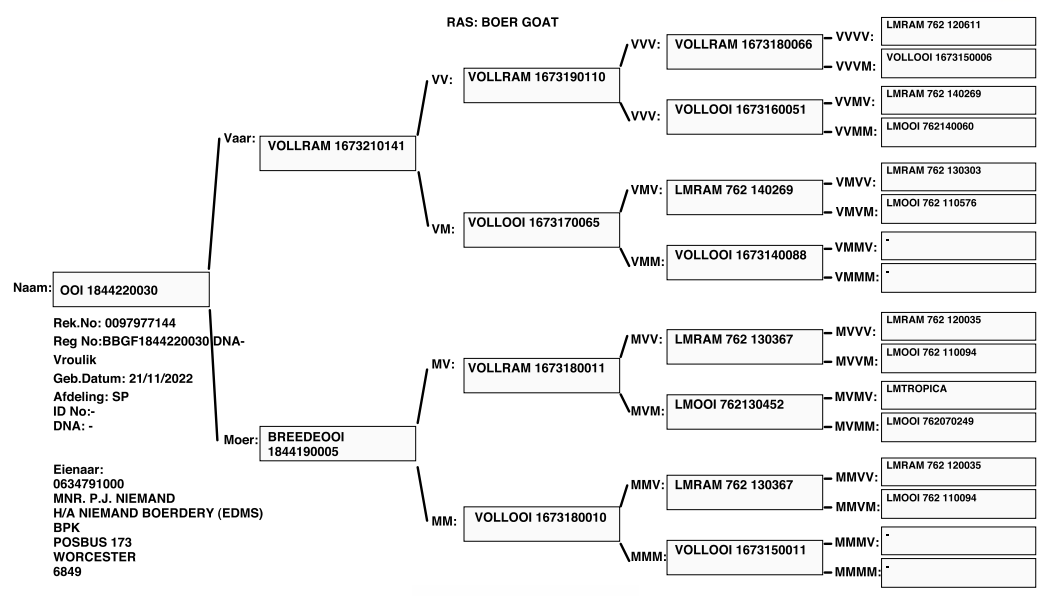 RAS: BOER GOAT
Naam: OOI 1844220030
Rek.No: 0097977144
Reg No:BBGF1844220030 DNA-
Vroulik
Geb.Datum: 21/11/2022
Afdeling: SP
ID No:-
DNA: -
Eienaar:
0634791000
MNR. P.J. NIEMAND
H/A NIEMAND BOERDERY (EDMS)
BPK
POSBUS 173
WORCESTER
6849
Vaar: VOLLRAM 1673210141
Moer: BREEDEOOI
1844190005
VV: VOLLRAM 1673190110
VM: VOLLOOI 1673170065
MV: VOLLRAM 1673180011
MM: VOLLOOI 1673180010
VVV: VOLLRAM 1673180066
VVV: VOLLOOI 1673160051
VMV: LMRAM 762 140269
VMM: VOLLOOI 1673140088
MVV: LMRAM 762 130367
MVM: LMOOI 762130452
MMV: LMRAM 762 130367
MMM: VOLLOOI 1673150011
VVVV: LMRAM 762 120611
VVVM: VOLLOOI 1673150006
VVMV: LMRAM 762 140269
VVMM: LMOOI 762140060
VMVV: LMRAM 762 130303
VMVM: LMOOI 762 110576
VMMV: -
VMMM: -
MVVV: LMRAM 762 120035
MVVM: LMOOI 762 110094
MVMV: LMTROPICA
MVMM: LMOOI 762070249
MMVV: LMRAM 762 120035
MMVM: LMOOI 762 110094
MMMV: -
MMMM: -